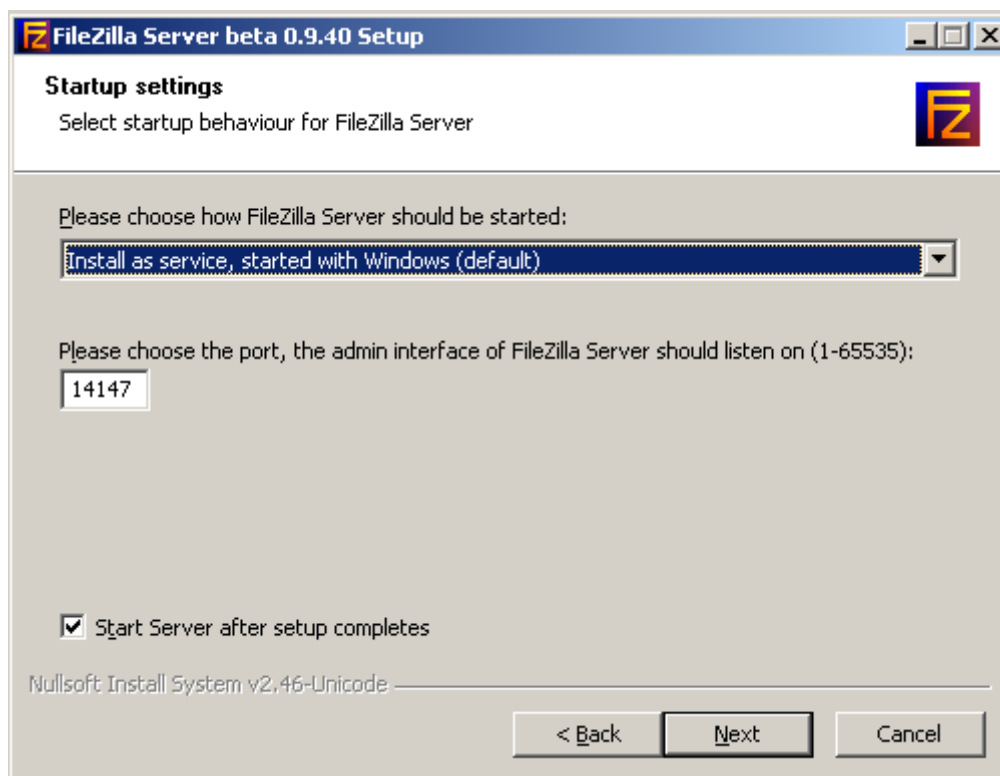 FileZilla Server beta 0.9.40 Setup
Startup settings
Select startup behaviour for FileZilla Server
FZ
Please choose how FileZilla Server should be started:
Install as service, started with Windows (default)
Please choose the port, the admin interface of FileZilla Server should listen on (1-65535):
14147
Start Server after setup completes
Nullsoft Install System v2.46-Unicode
< Back
Next
Cancel